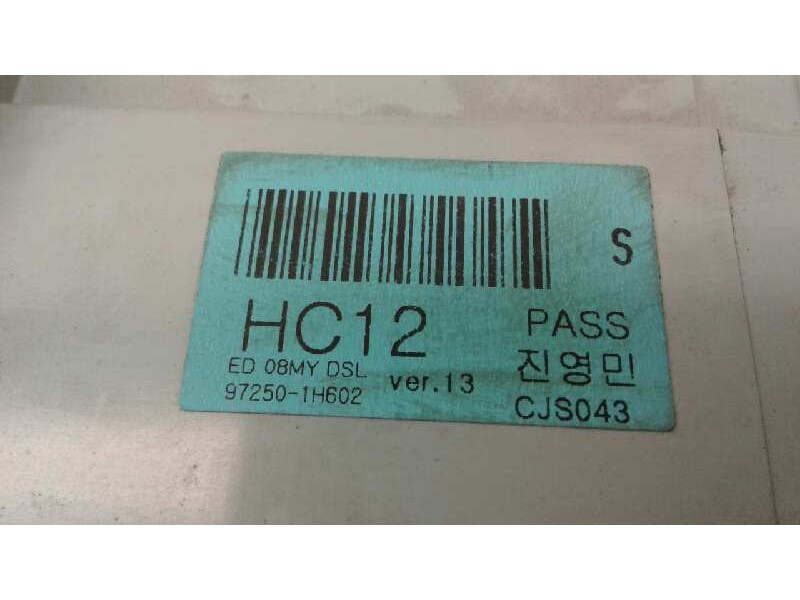 S
HC12
PASS
ED 08MY DSL
ver.13
진영민
97250-1H602
CJS043